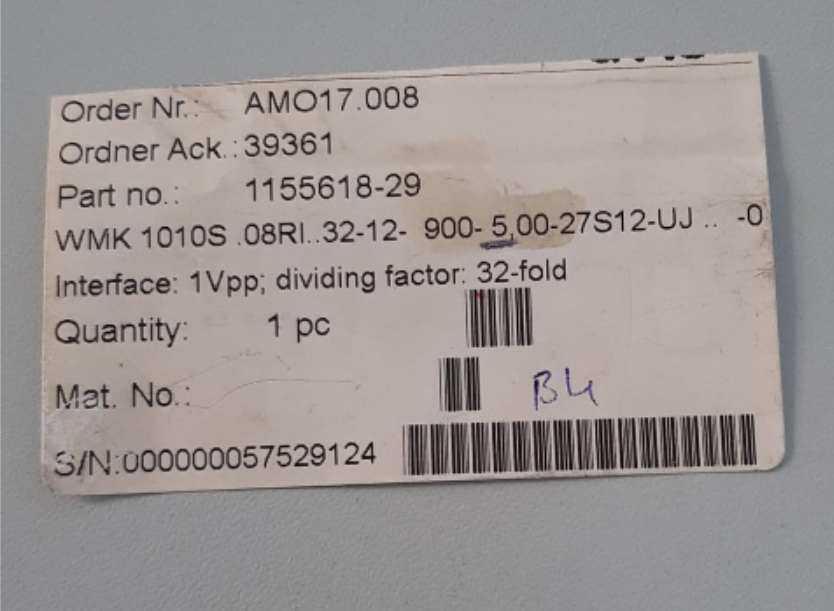 Order Nr.: AMO17.008
Ordner Ack.: 39361
Part no.: 1155618-29
WMK 1010S .08RI..32-12- 900- 5,00-27S12-UJ .. -0
Interface: 1Vpp; dividing factor: 32-fold
Quantity: 1 pc
Mat. No.: B4
S/N:000000057529124